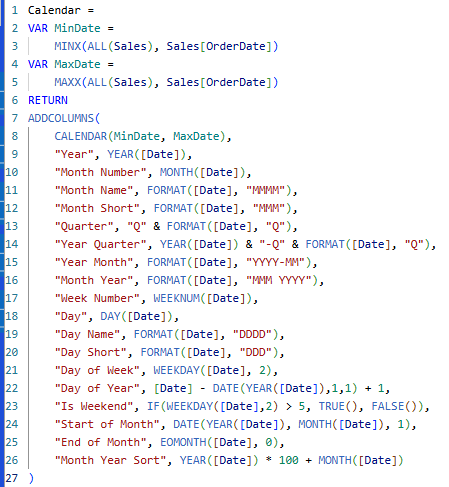 1 Calendar =
2 VAR MinDate =
3 MINX(ALL(Sales), Sales[OrderDate])
4 VAR MaxDate =
5 MAXX(ALL(Sales), Sales[OrderDate])
6 RETURN
7 ADDCOLUMNS(
8 CALENDAR(MinDate, MaxDate),
9 "Year", YEAR([Date]),
10 "Month Number", MONTH([Date]),
11 "Month Name", FORMAT([Date], "MMMM"),
12 "Month Short", FORMAT([Date], "MMM"),
13 "Quarter", "Q" & FORMAT([Date], "Q"),
14 "Year Quarter", YEAR([Date]) & "-Q" & FORMAT([Date], "Q"),
15 "Year Month", FORMAT([Date], "YYYY-MM"),
16 "Month Year", FORMAT([Date], "MMM YYYY"),
17 "Week Number", WEEKNUM([Date]),
18 "Day", DAY([Date]),
19 "Day Name", FORMAT([Date], "DDDD"),
20 "Day Short", FORMAT([Date], "DDD"),
21 "Day of Week", WEEKDAY([Date], 2),
22 "Day of Year", [Date] - DATE(YEAR([Date]),1,1) + 1,
23 "Is Weekend", IF(WEEKDAY([Date],2) > 5, TRUE(), FALSE()),
24 "Start of Month", DATE(YEAR([Date]), MONTH([Date]), 1),
25 "End of Month", EOMONTH([Date], 0),
26 "Month Year Sort", YEAR([Date]) * 100 + MONTH([Date])
27 )